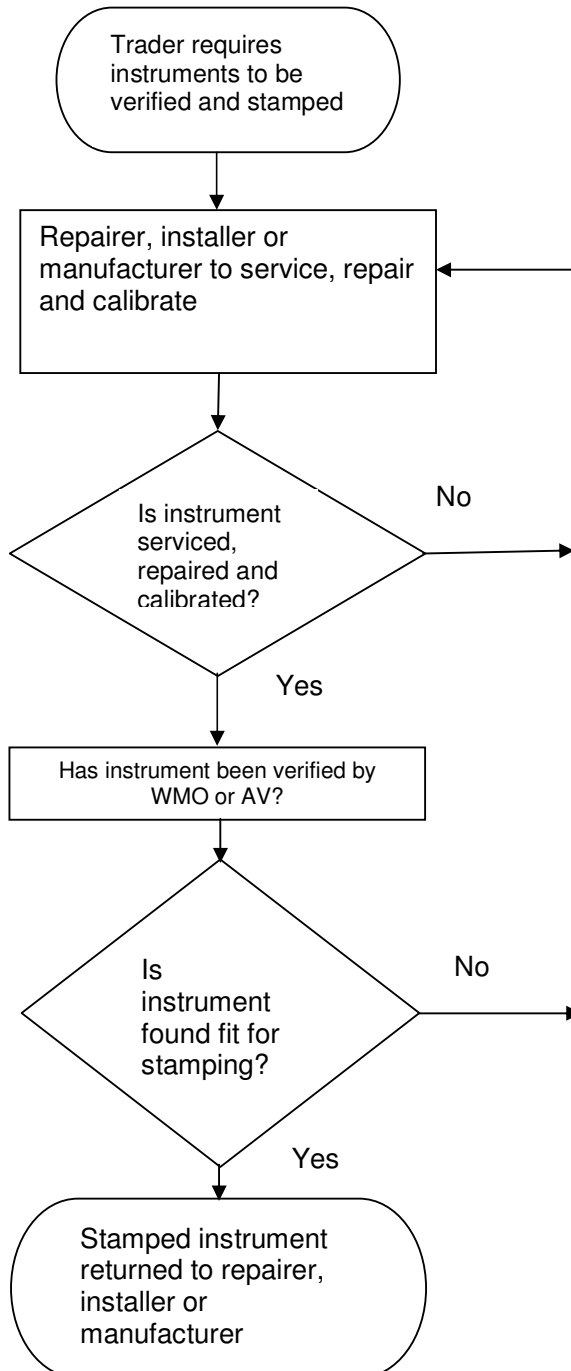 Trader requires
instruments to be
verified and stamped
Repairer, installer or
manufacturer to service, repair
and calibrate
Is instrument
serviced,
repaired and
calibrated?
No
Yes
Has instrument been verified by
WMO or AV?
Is
instrument
found fit for
stamping?
No
Yes
Stamped instrument
returned to repairer,
installer or
manufacturer